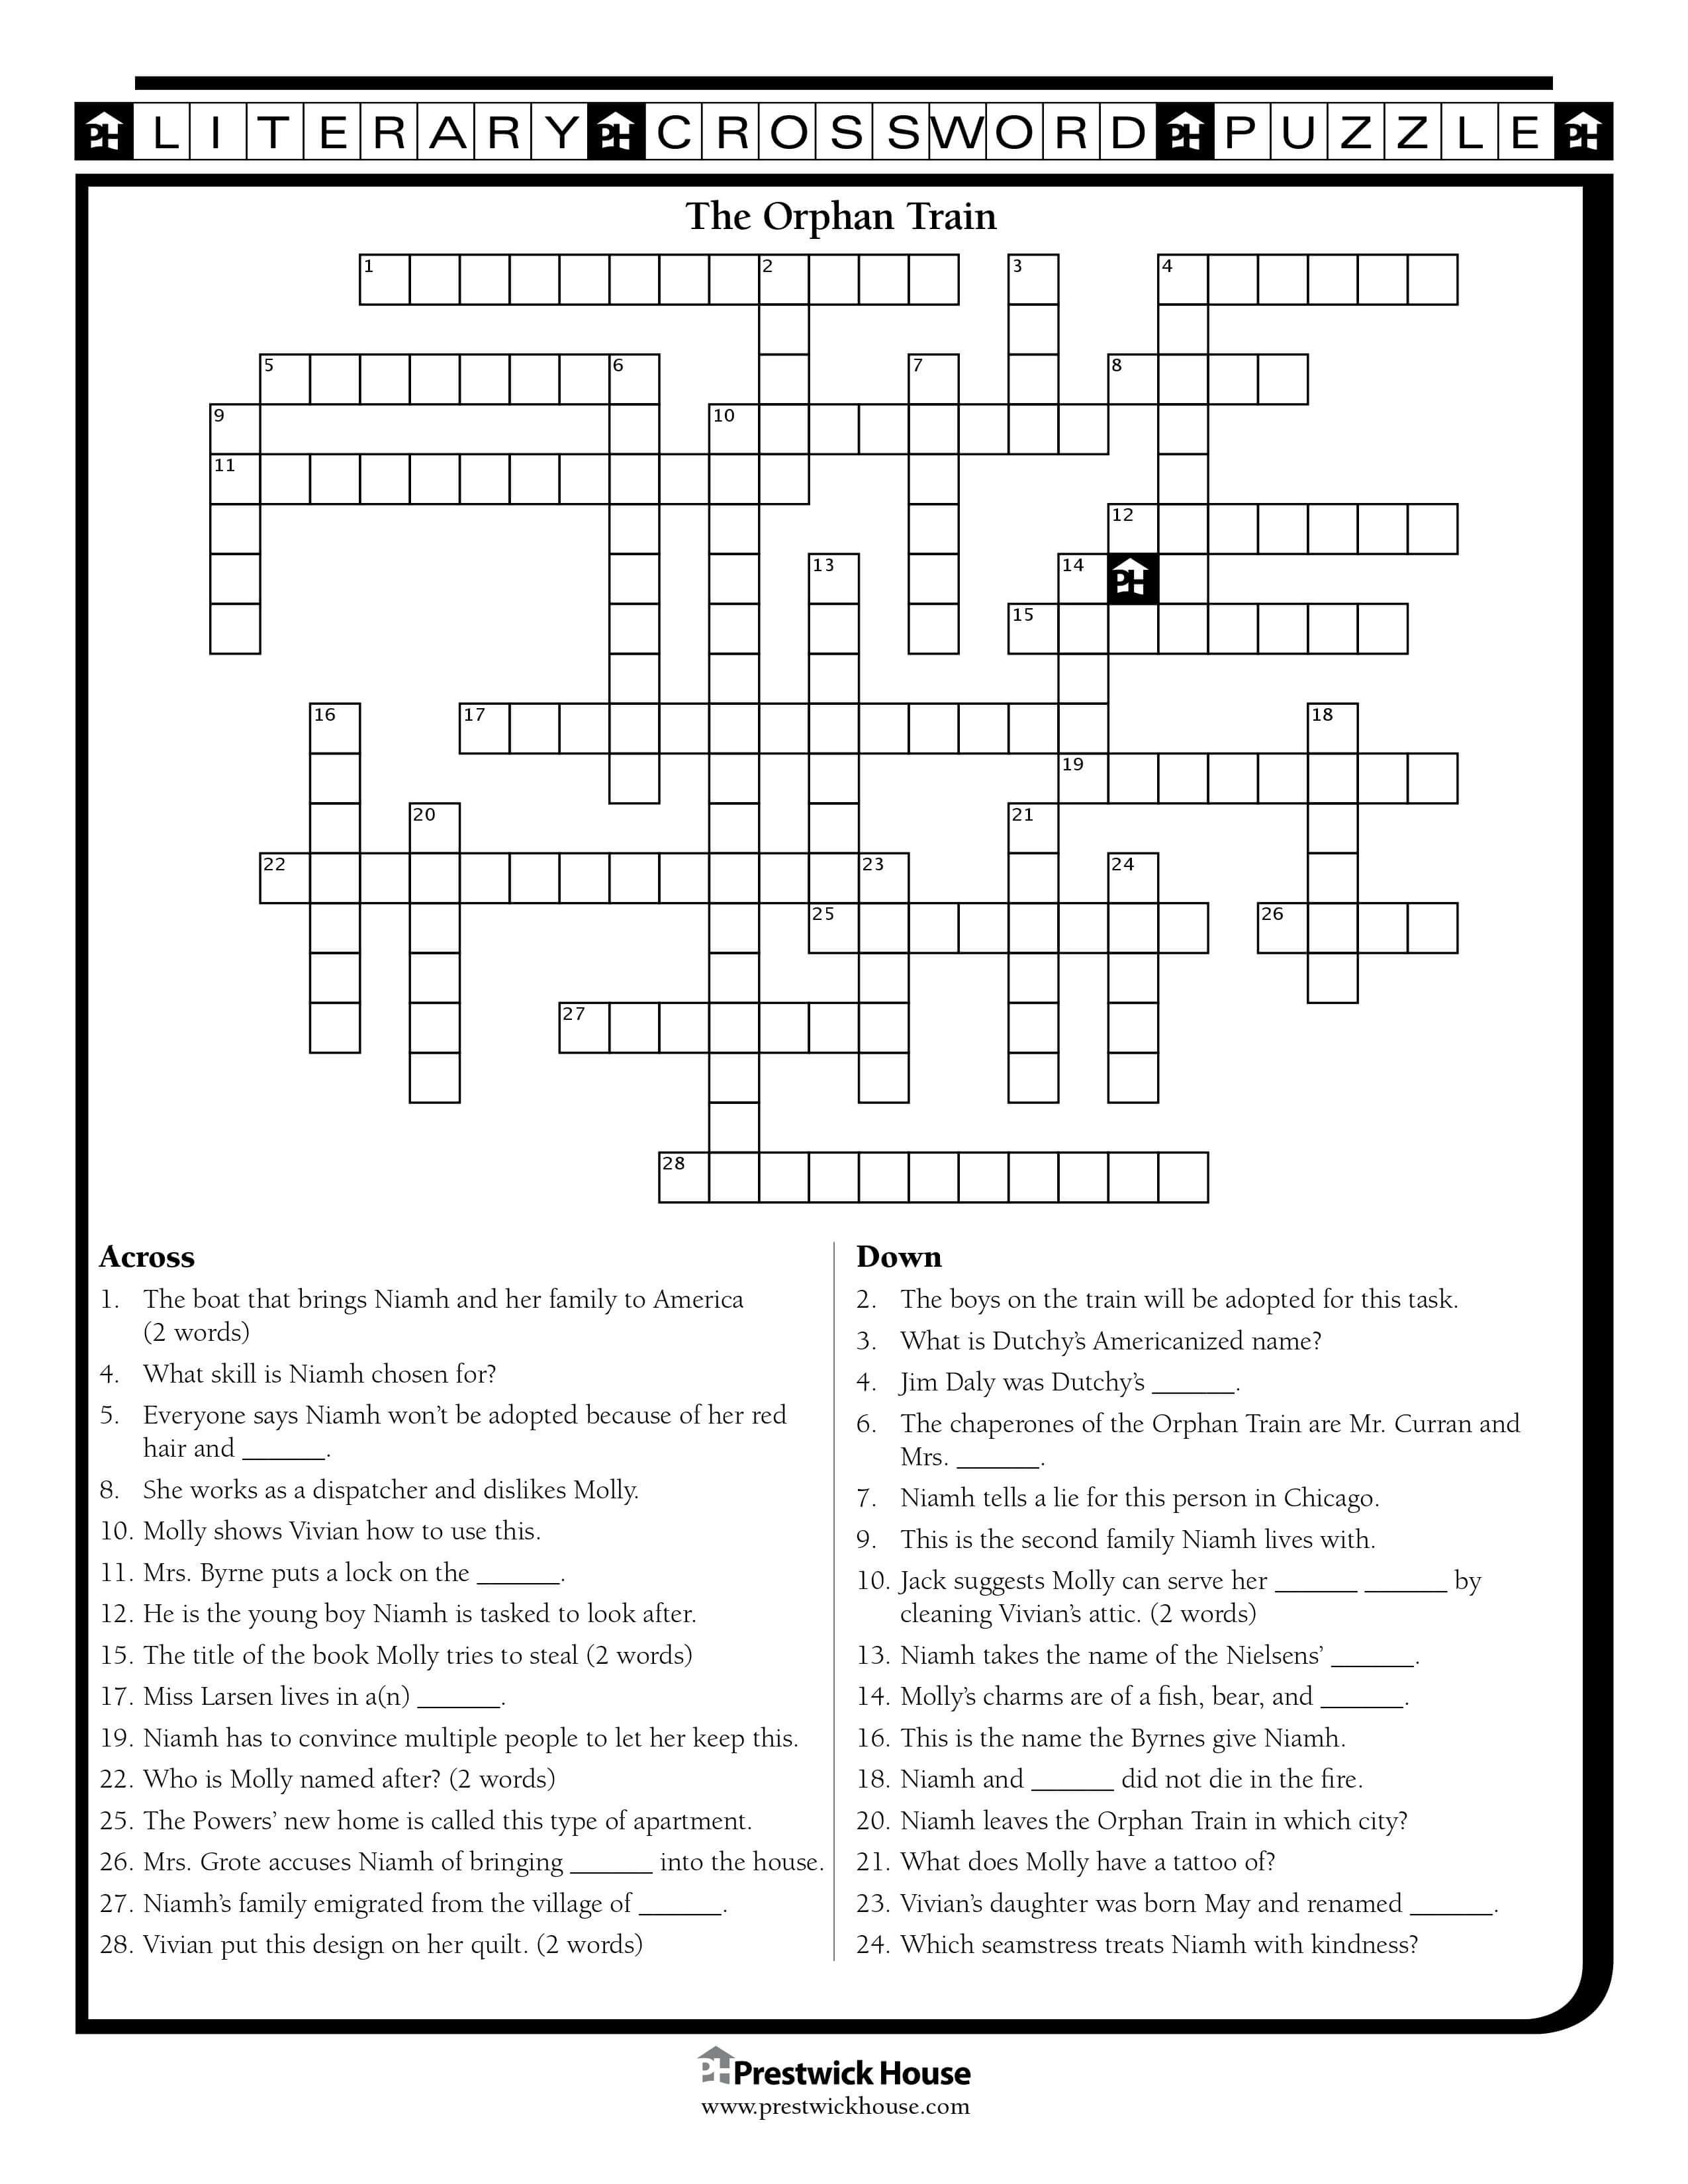 PH LITERARY PH CROSSWORD PH PUZZLE PH
The Orphan Train
1 2 3 4
5 6 7 8
9 10
11
12
13 14 PH
15
16 17 18
19
20 21
22 23 24
25 26
27
28
Across
1. The boat that brings Niamh and her family to America
(2 words)
4. What skill is Niamh chosen for?
5. Everyone says Niamh won’t be adopted because of her red
hair and ______.
8. She works as a dispatcher and dislikes Molly.
10. Molly shows Vivian how to use this.
11. Mrs. Byrne puts a lock on the ______.
12. He is the young boy Niamh is tasked to look after.
15. The title of the book Molly tries to steal (2 words)
17. Miss Larsen lives in a(n) ______.
19. Niamh has to convince multiple people to let her keep this.
22. Who is Molly named after? (2 words)
25. The Powers’ new home is called this type of apartment.
26. Mrs. Grote accuses Niamh of bringing ______ into the house.
27. Niamh’s family emigrated from the village of ______.
28. Vivian put this design on her quilt. (2 words)
Down
2. The boys on the train will be adopted for this task.
3. What is Dutchy’s Americanized name?
4. Jim Daly was Dutchy’s ______.
6. The chaperones of the Orphan Train are Mr. Curran and
Mrs. ______.
7. Niamh tells a lie for this person in Chicago.
9. This is the second family Niamh lives with.
10. Jack suggests Molly can serve her ______ ______ by
cleaning Vivian’s attic. (2 words)
13. Niamh takes the name of the Nielsens’ ______.
14. Molly’s charms are of a fish, bear, and ______.
16. This is the name the Byrnes give Niamh.
18. Niamh and ______ did not die in the fire.
20. Niamh leaves the Orphan Train in which city?
21. What does Molly have a tattoo of?
23. Vivian’s daughter was born May and renamed ______.
24. Which seamstress treats Niamh with kindness?
PH Prestwick House
www.prestwickhouse.com